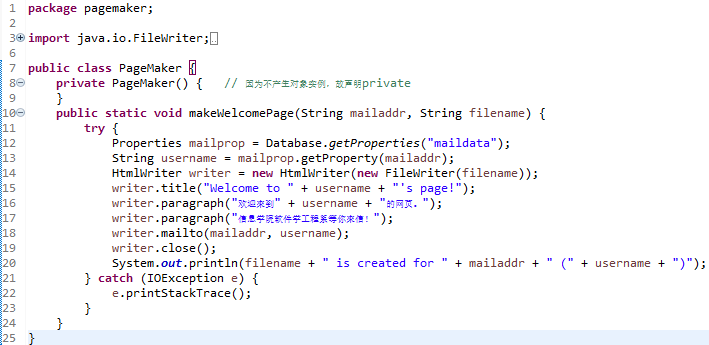 1 package pagemaker;
2
3 import java.io.FileWriter;
6
7 public class PageMaker {
8 private PageMaker() { // 因为不产生对象实例，故声明private
9 }
10 public static void makeWelcomePage(String mailaddr, String filename) {
11 try {
12 Properties mailprop = Database.getProperties("maildata");
13 String username = mailprop.getProperty(mailaddr);
14 HtmlWriter writer = new HtmlWriter(new FileWriter(filename));
15 writer.title("Welcome to " + username + "'s page!");
16 writer.paragraph("欢迎来到" + username + "的网页。");
17 writer.paragraph("信息学院软件学工程系等你来信！");
18 writer.mailto(mailaddr, username);
19 writer.close();
20 System.out.println(filename + " is created for " + mailaddr + " (" + username + ")");
21 } catch (IOException e) {
22 e.printStackTrace();
23 }
24 }
25 }